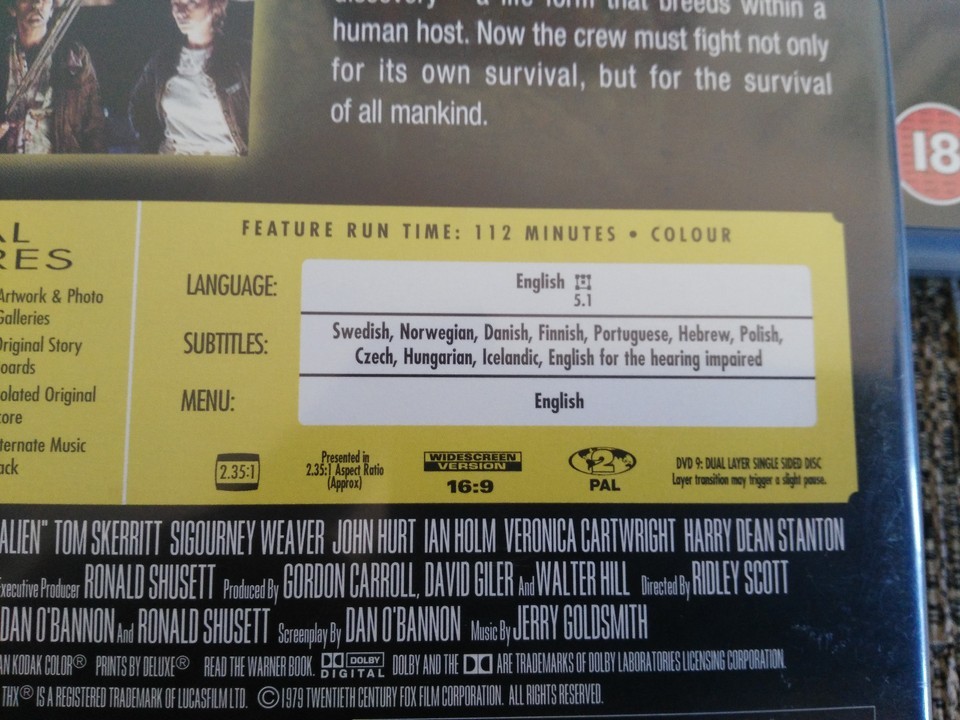 discovery – a life form that breeds within a
human host. Now the crew must fight not only
for its own survival, but for the survival
of all mankind.
18
AL
RES
Artwork & Photo
Galleries
Original Story
oards
olated Original
core
ternate Music
ack
FEATURE RUN TIME: 112 MINUTES • COLOUR
LANGUAGE: English
5.1
SUBTITLES: Swedish, Norwegian, Danish, Finnish, Portuguese, Hebrew, Polish,
Czech, Hungarian, Icelandic, English for the hearing impaired
MENU: English
2.35:1
Presented in
2.35:1 Aspect Ratio
(Approx)
WIDESCREEN
VERSION
16:9
2
PAL
DVD 9: DUAL LAYER SINGLE SIDED DISC
Layer transition may trigger a slight pause.
ALIEN" TOM SKERRITT SIGOURNEY WEAVER JOHN HURT IAN HOLM VERONICA CARTWRIGHT HARRY DEAN STANTON
Executive Producer RONALD SHUSETT Produced By GORDON CARROLL, DAVID GILER And WALTER HILL Directed By RIDLEY SCOTT
DAN O'BANNON And RONALD SHUSETT Screenplay By DAN O'BANNON Music By JERRY GOLDSMITH
AN KODAK COLOR® PRINTS BY DELUXE® READ THE WARNER BOOK. DOLBY DIGITAL DOLBY AND THE ARE TRADEMARKS OF DOLBY LABORATORIES LICENSING CORPORATION.
THX® IS A REGISTERED TRADEMARK OF LUCASFILM LTD. ©1979 TWENTIETH CENTURY FOX FILM CORPORATION. ALL RIGHTS RESERVED.